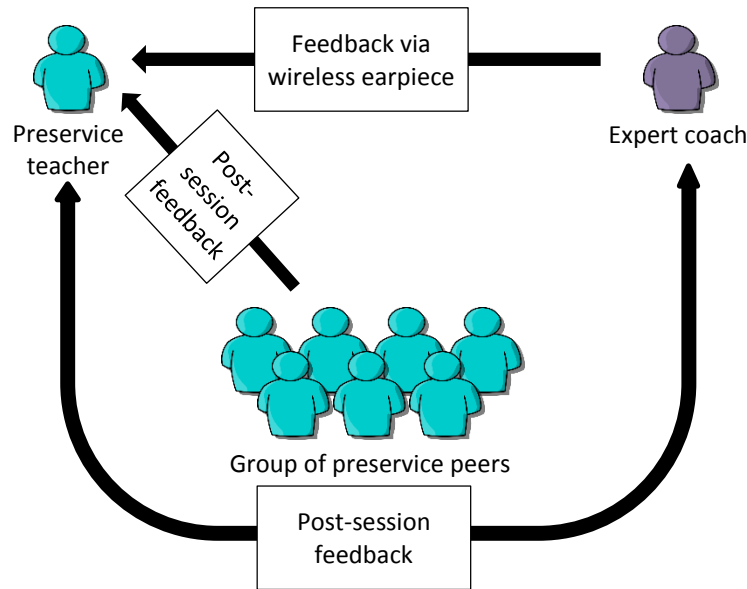 Feedback via
wireless earpiece
Preservice
teacher
Expert coach
Post-
session
feedback
Group of preservice peers
Post-session
feedback